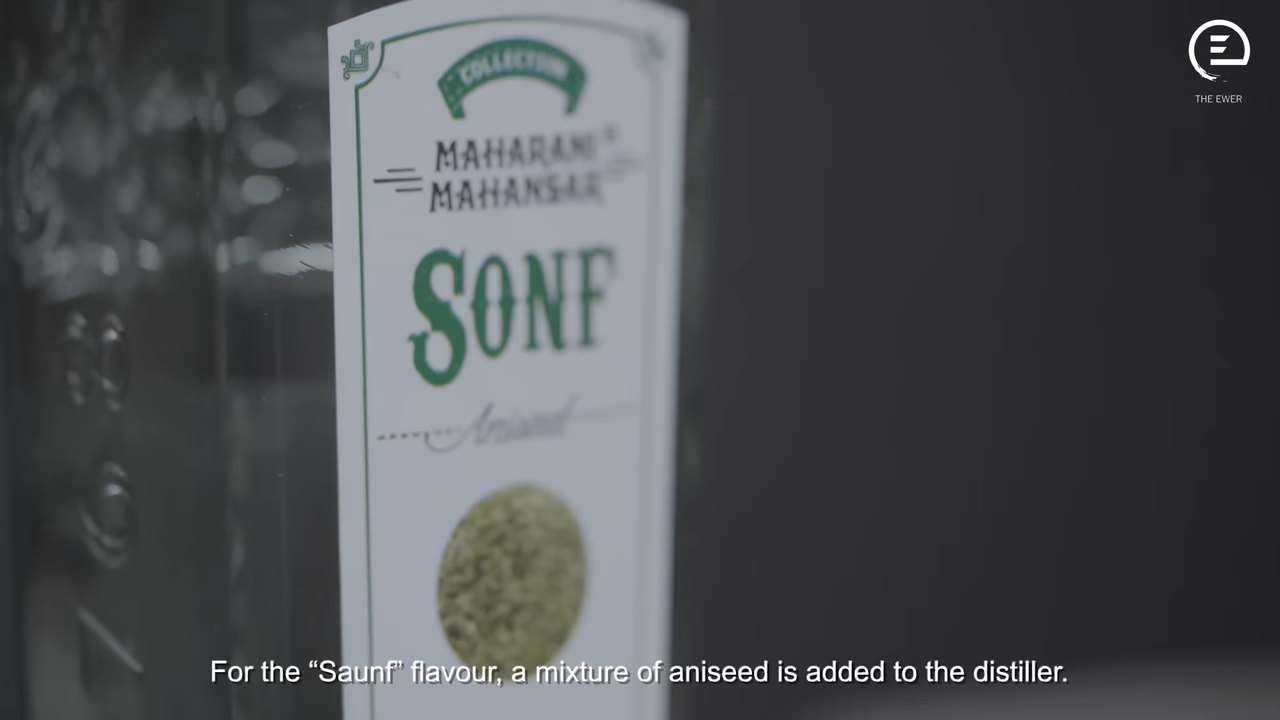 COLLECTION
MAHARANI
MAHANSAR
SONF
Aniseed
THE EWER
For the “Saunf” flavour, a mixture of aniseed is added to the distiller.